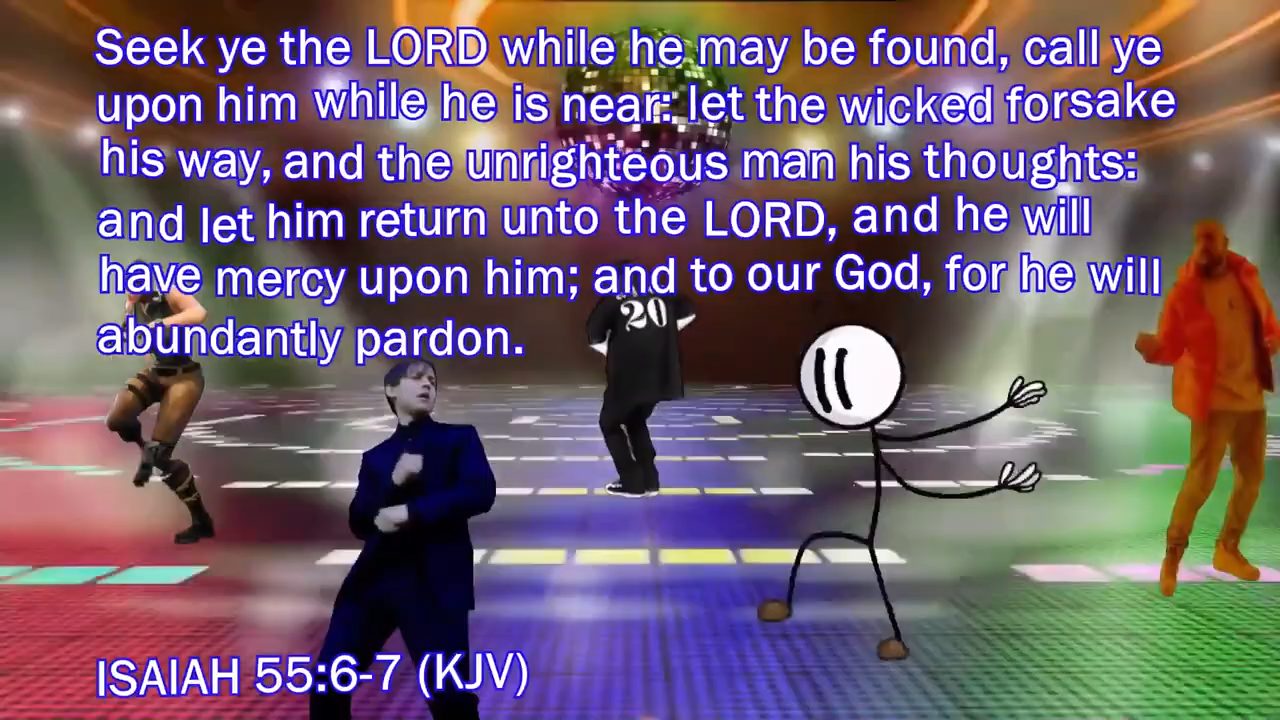 Seek ye the LORD while he may be found, call ye
upon him while he is near: let the wicked forsake
his way, and the unrighteous man his thoughts:
and let him return unto the LORD, and he will
have mercy upon him; and to our God, for he will
abundantly pardon.
20
ISAIAH 55:6-7 (KJV)